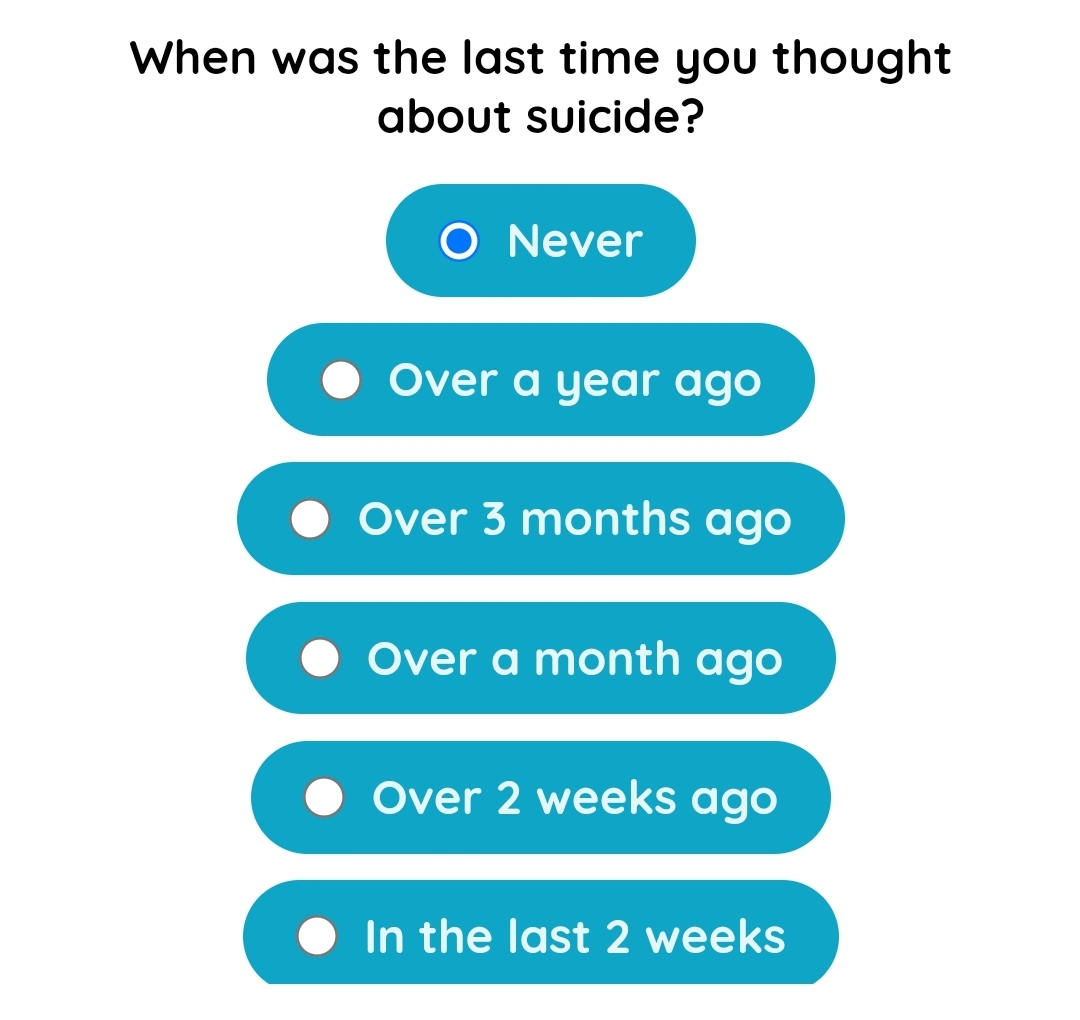 When was the last time you thought
about suicide?
Never
Over a year ago
Over 3 months ago
Over a month ago
Over 2 weeks ago
In the last 2 weeks